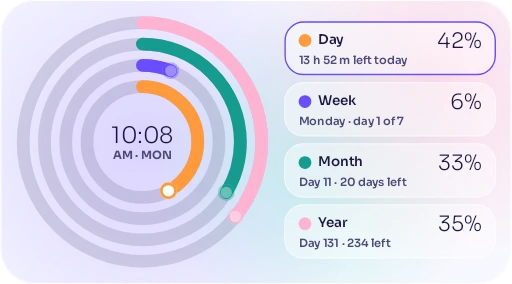 10:08
AM · MON
Day 42%
13 h 52 m left today
Week 6%
Monday · day 1 of 7
Month 33%
Day 11 · 20 days left
Year 35%
Day 131 · 234 left